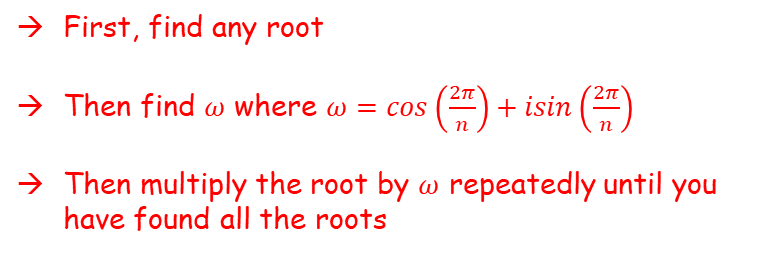 → First, find any root
→ Then find ω where ω = cos (2π/n) + isin (2π/n)
→ Then multiply the root by ω repeatedly until you
have found all the roots